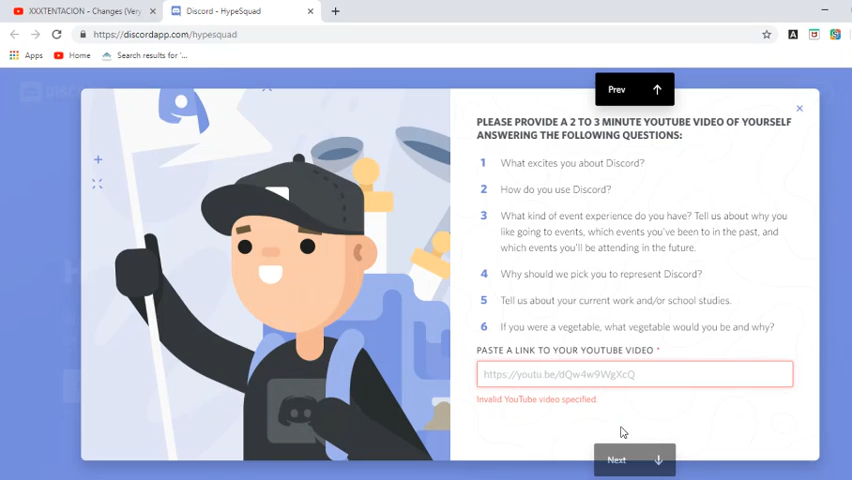 XXXTENTACION - Changes (Very
Discord - HypeSquad
https://discordapp.com/hypesquad
Apps
Home
Search results for '...
Prev
PLEASE PROVIDE A 2 TO 3 MINUTE YOUTUBE VIDEO OF YOURSELF
ANSWERING THE FOLLOWING QUESTIONS:
1 What excites you about Discord?
2 How do you use Discord?
3 What kind of event experience do you have? Tell us about why you
like going to events, which events you've been to in the past, and
which events you'll be attending in the future.
4 Why should we pick you to represent Discord?
5 Tell us about your current work and/or school studies.
6 If you were a vegetable, what vegetable would you be and why?
PASTE A LINK TO YOUR YOUTUBE VIDEO *
https://youtu.be/dQw4w9WgXcQ
Invalid YouTube video specified.
Next